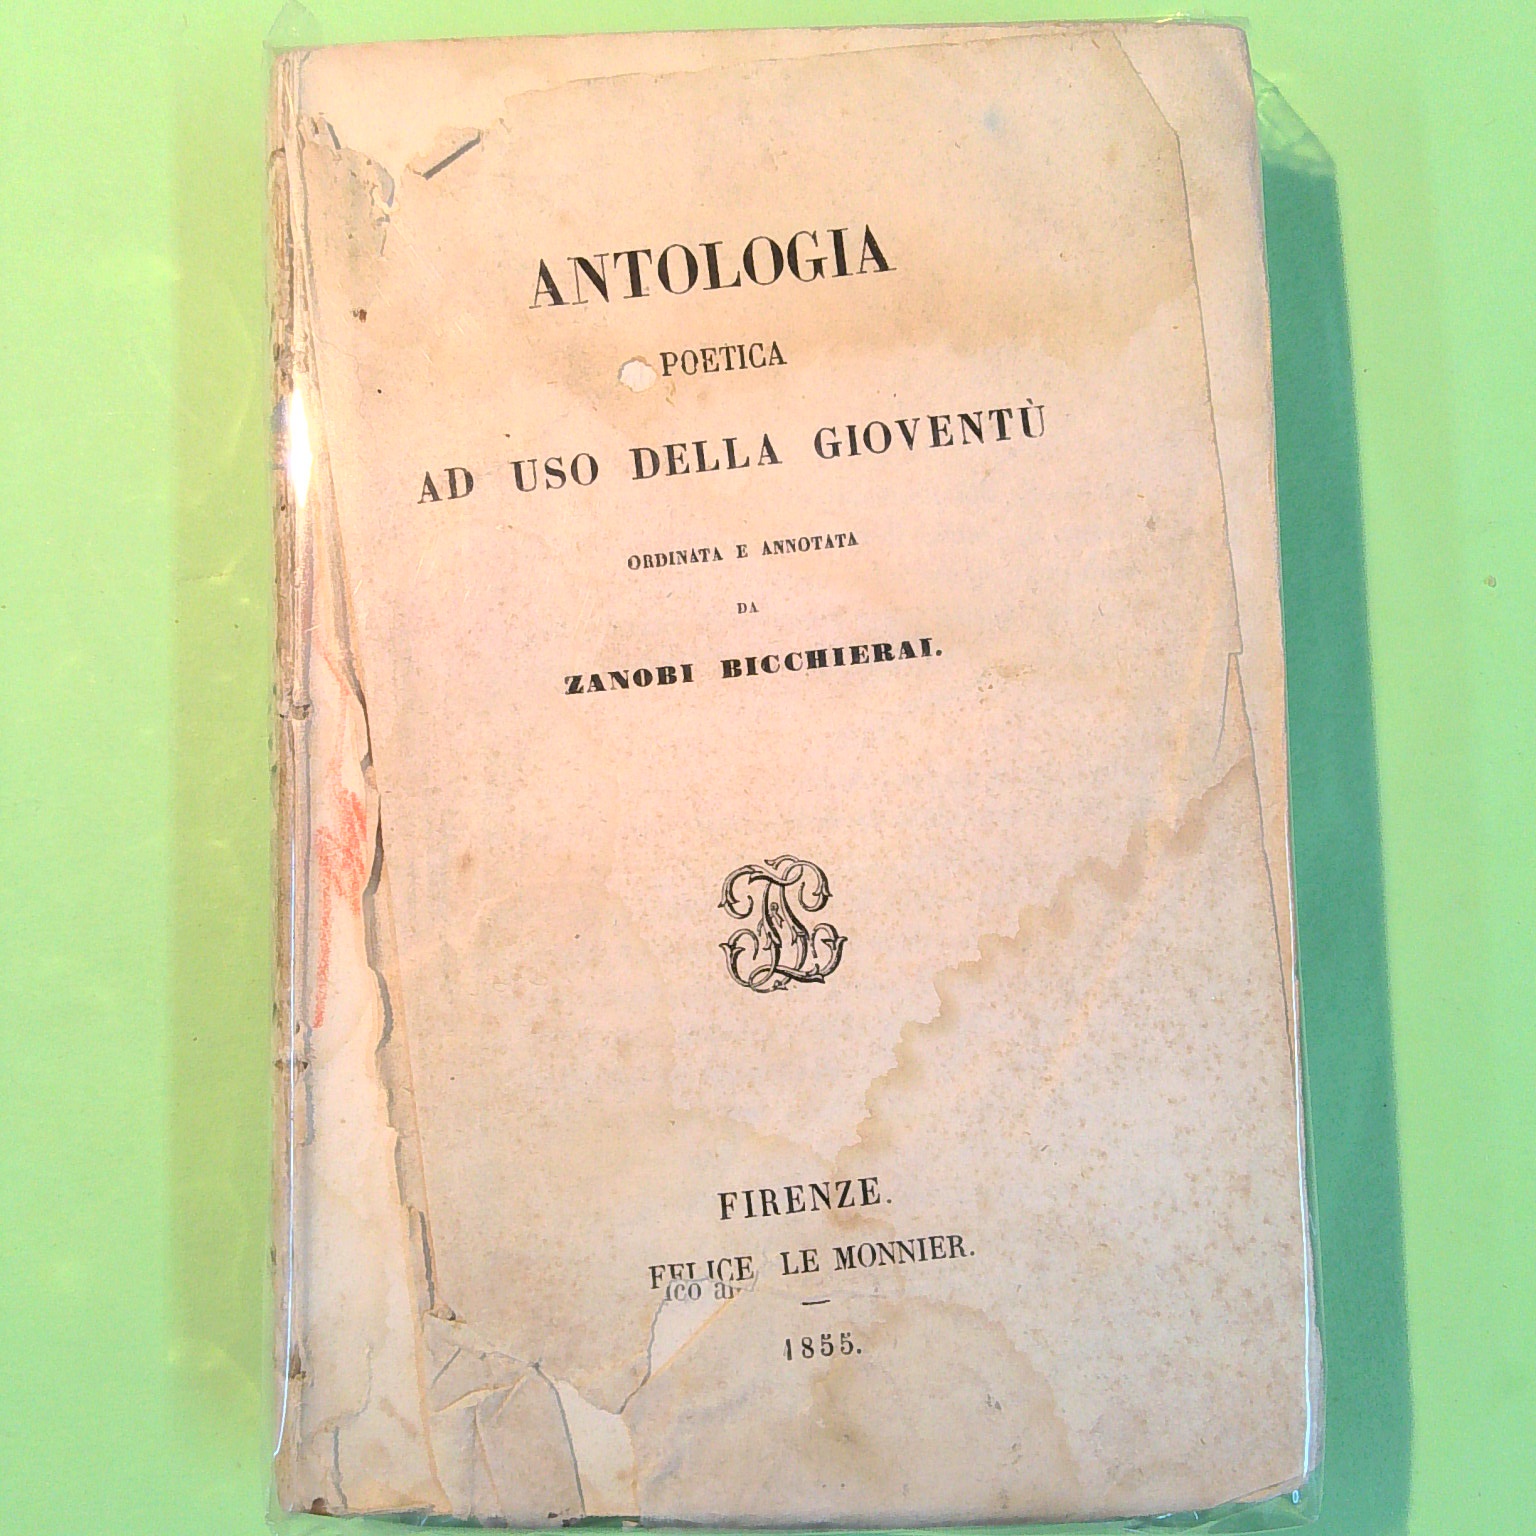 ANTOLOGIA
POETICA
AD USO DELLA GIOVENTÙ
ORDINATA E ANNOTATA
DA
ZANOBI BICCHIERAI.
FIRENZE.
FELICE LE MONNIER.
1855.